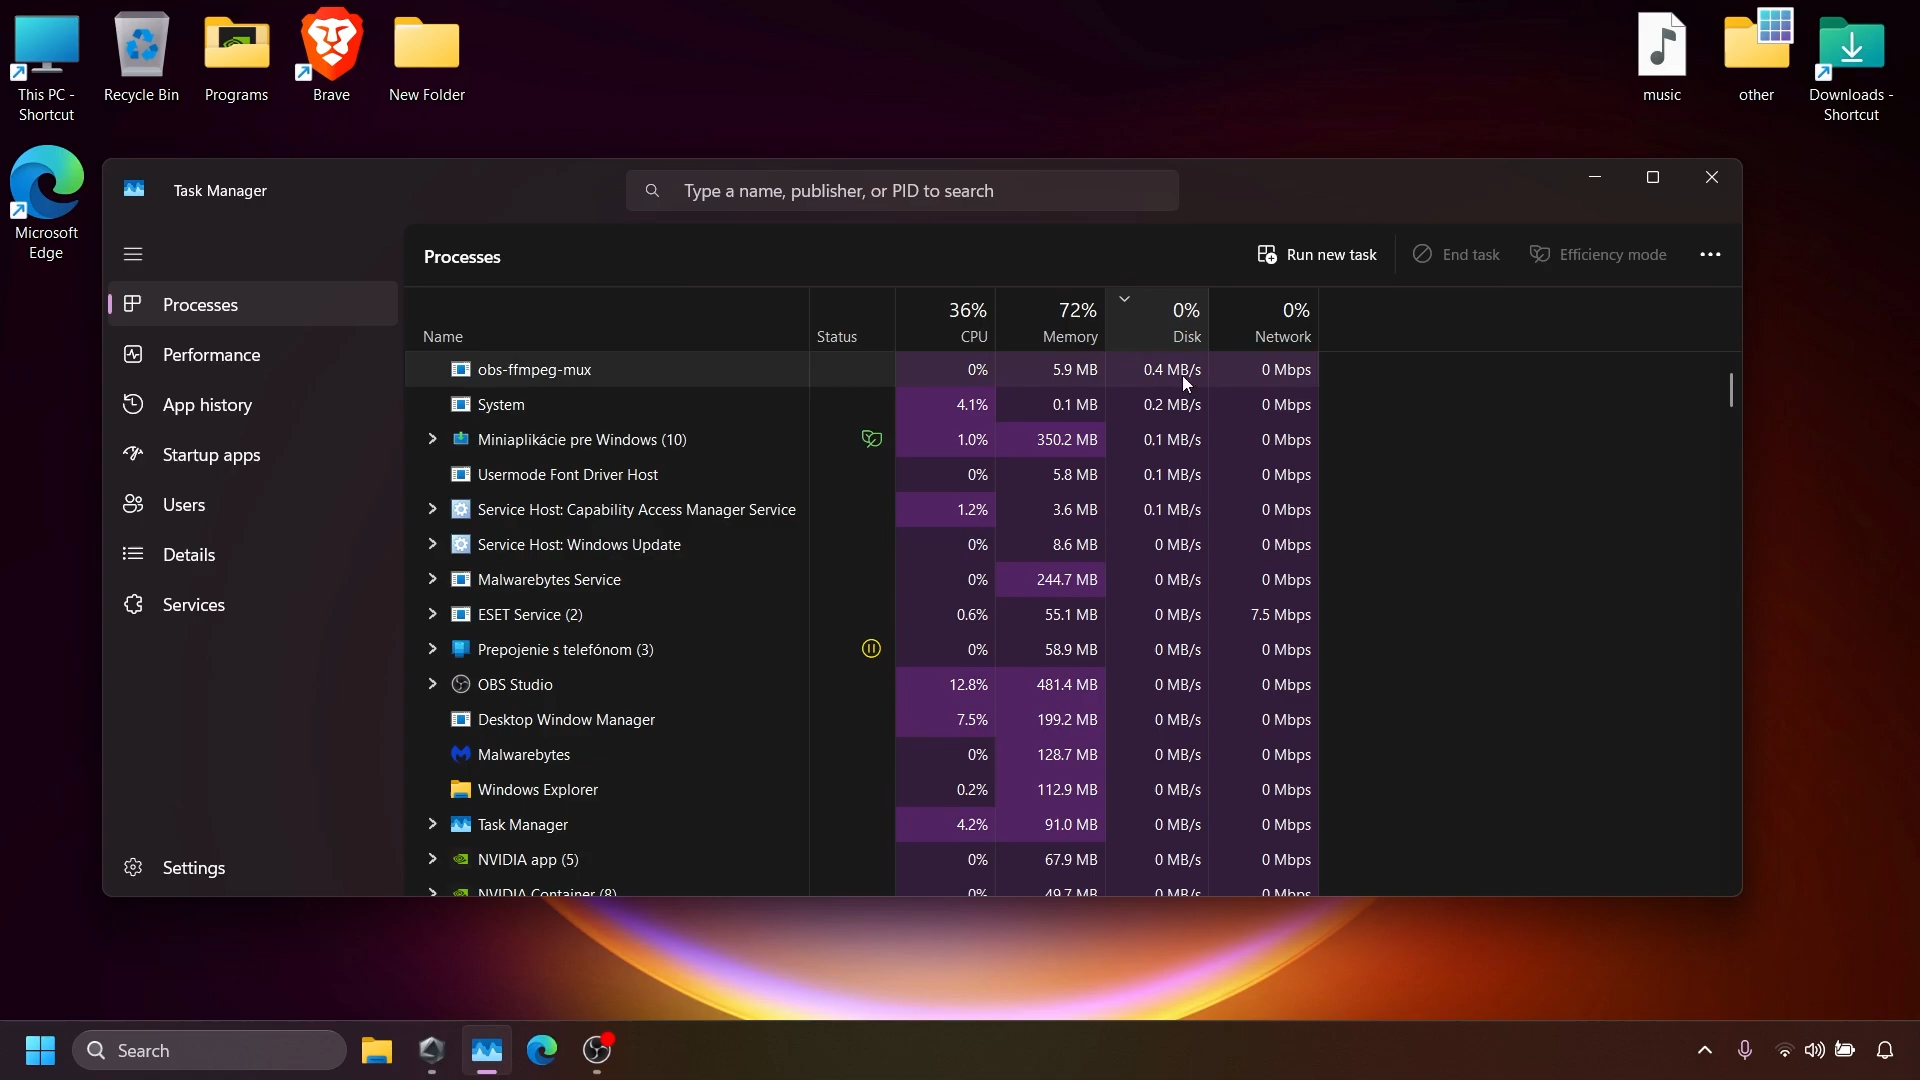 This PC -
Shortcut
Recycle Bin
Programs
Brave
New Folder
music
other
Downloads -
Shortcut
Microsoft
Edge
Task Manager
Type a name, publisher, or PID to search
Processes
Run new task
End task
Efficiency mode
Processes
Performance
App history
Startup apps
Users
Details
Services
Settings
36% 72% 0% 0%
Name Status CPU Memory Disk Network
obs-ffmpeg-mux 0% 5.9 MB 0.4 MB/s 0 Mbps
System 4.1% 0.1 MB 0.2 MB/s 0 Mbps
Miniaplikácie pre Windows (10) 1.0% 350.2 MB 0.1 MB/s 0 Mbps
Usermode Font Driver Host 0% 5.8 MB 0.1 MB/s 0 Mbps
Service Host: Capability Access Manager Service 1.2% 3.6 MB 0.1 MB/s 0 Mbps
Service Host: Windows Update 0% 8.6 MB 0 MB/s 0 Mbps
Malwarebytes Service 0% 244.7 MB 0 MB/s 0 Mbps
ESET Service (2) 0.6% 55.1 MB 0 MB/s 7.5 Mbps
Prepojenie s telefónom (3) 0% 58.9 MB 0 MB/s 0 Mbps
OBS Studio 12.8% 481.4 MB 0 MB/s 0 Mbps
Desktop Window Manager 7.5% 199.2 MB 0 MB/s 0 Mbps
Malwarebytes 0% 128.7 MB 0 MB/s 0 Mbps
Windows Explorer 0.2% 112.9 MB 0 MB/s 0 Mbps
Task Manager 4.2% 91.0 MB 0 MB/s 0 Mbps
NVIDIA app (5) 0% 67.9 MB 0 MB/s 0 Mbps
NVIDIA Container (8) 0% 49.7 MB 0 MB/s 0 Mbps
Search